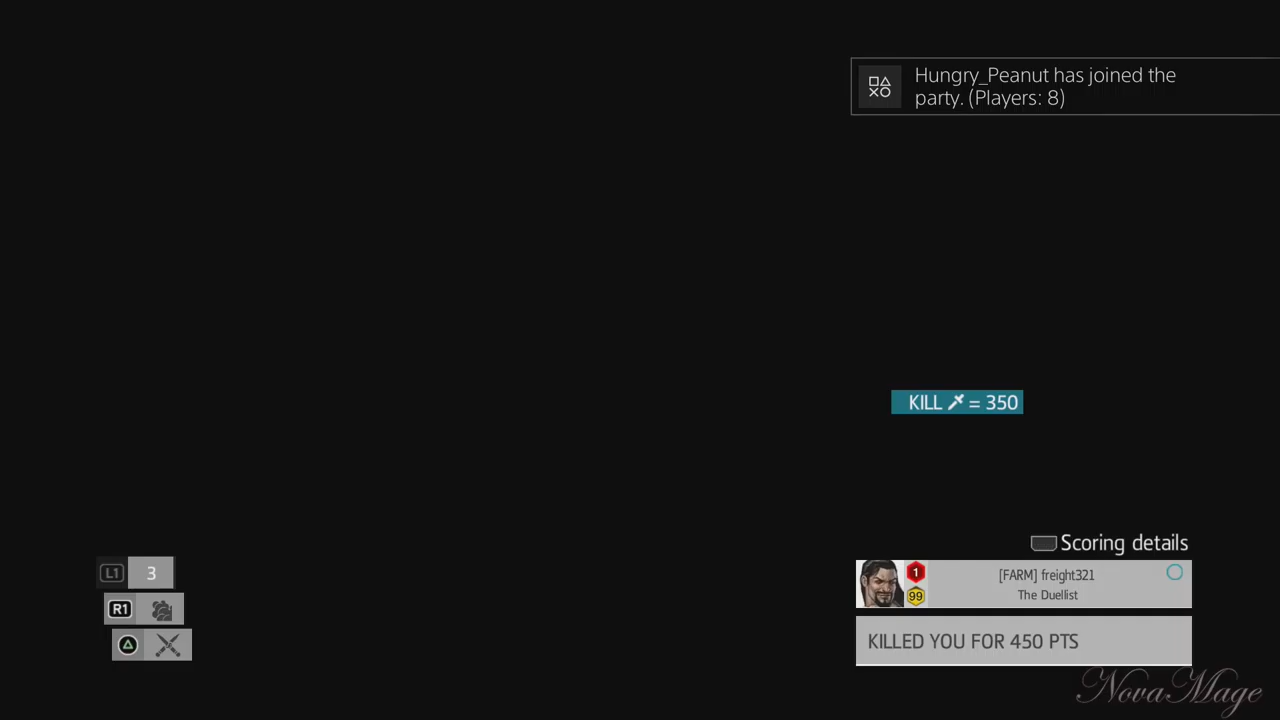 Hungry_Peanut has joined the
party. (Players: 8)
KILL = 350
Scoring details
L1 3
1
[FARM] freight321
99
The Duellist
R1
KILLED YOU FOR 450 PTS
NovaMage